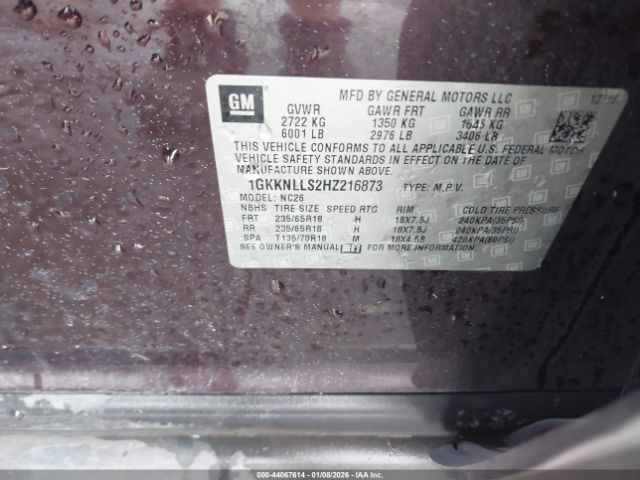 GM
MFD BY GENERAL MOTORS LLC
GVWR GAWR FRT GAWR RR
2722 KG 1350 KG 1545 KG
6001 LB 2976 LB 3406 LB
THIS VEHICLE CONFORMS TO ALL APPLICABLE U.S. FEDERAL MOTOR
VEHICLE SAFETY STANDARDS IN EFFECT ON THE DATE OF
MANUFACTURE SHOWN ABOVE.
1GKKNLLS2HZ216873 TYPE: M.P.V.
MODEL: NC26
NBHS TIRE SIZE SPEED RTG RIM COLD TIRE PRESSURE
FRT 235/65R18 H 18X7.5J 240KPA(35PSI)
RR 235/65R18 H 18X7.5J 240KPA(35PSI)
SPA T135/70R18 M 18X4.5B 420KPA(60PSI)
SEE OWNER'S MANUAL FOR MORE INFORMATION.
000-44067614 | 01/08/2026 | IAAI.COM